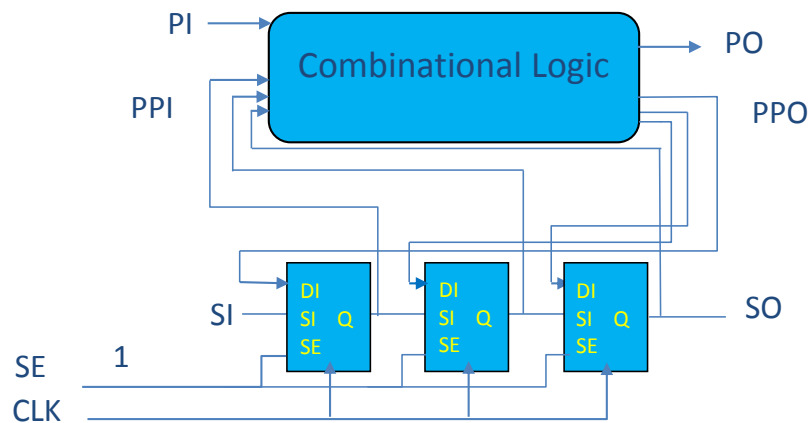 PI
Combinational Logic
PO
PPI
PPO
DI
SI Q
SE
DI
SI Q
SE
DI
SI Q
SE
SI
SO
SE 1
CLK